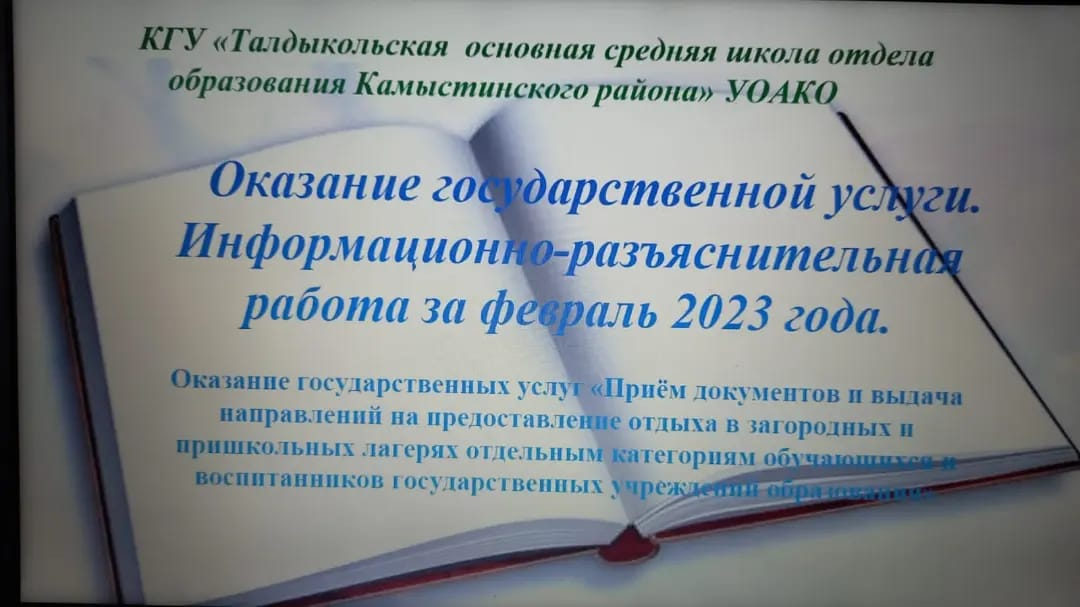 КГУ «Талдыкольская основная средняя школа отдела
образования Камыстинского района» УОАКО
Оказание государственной услуги.
Информационно-разъяснительная
работа за февраль 2023 года.
Оказание государственных услуг «Приём документов и выдача
направлений на предоставление отдыха в загородных и
пришкольных лагерях отдельным категориям обучающихся и
воспитанников государственных учреждений образования»